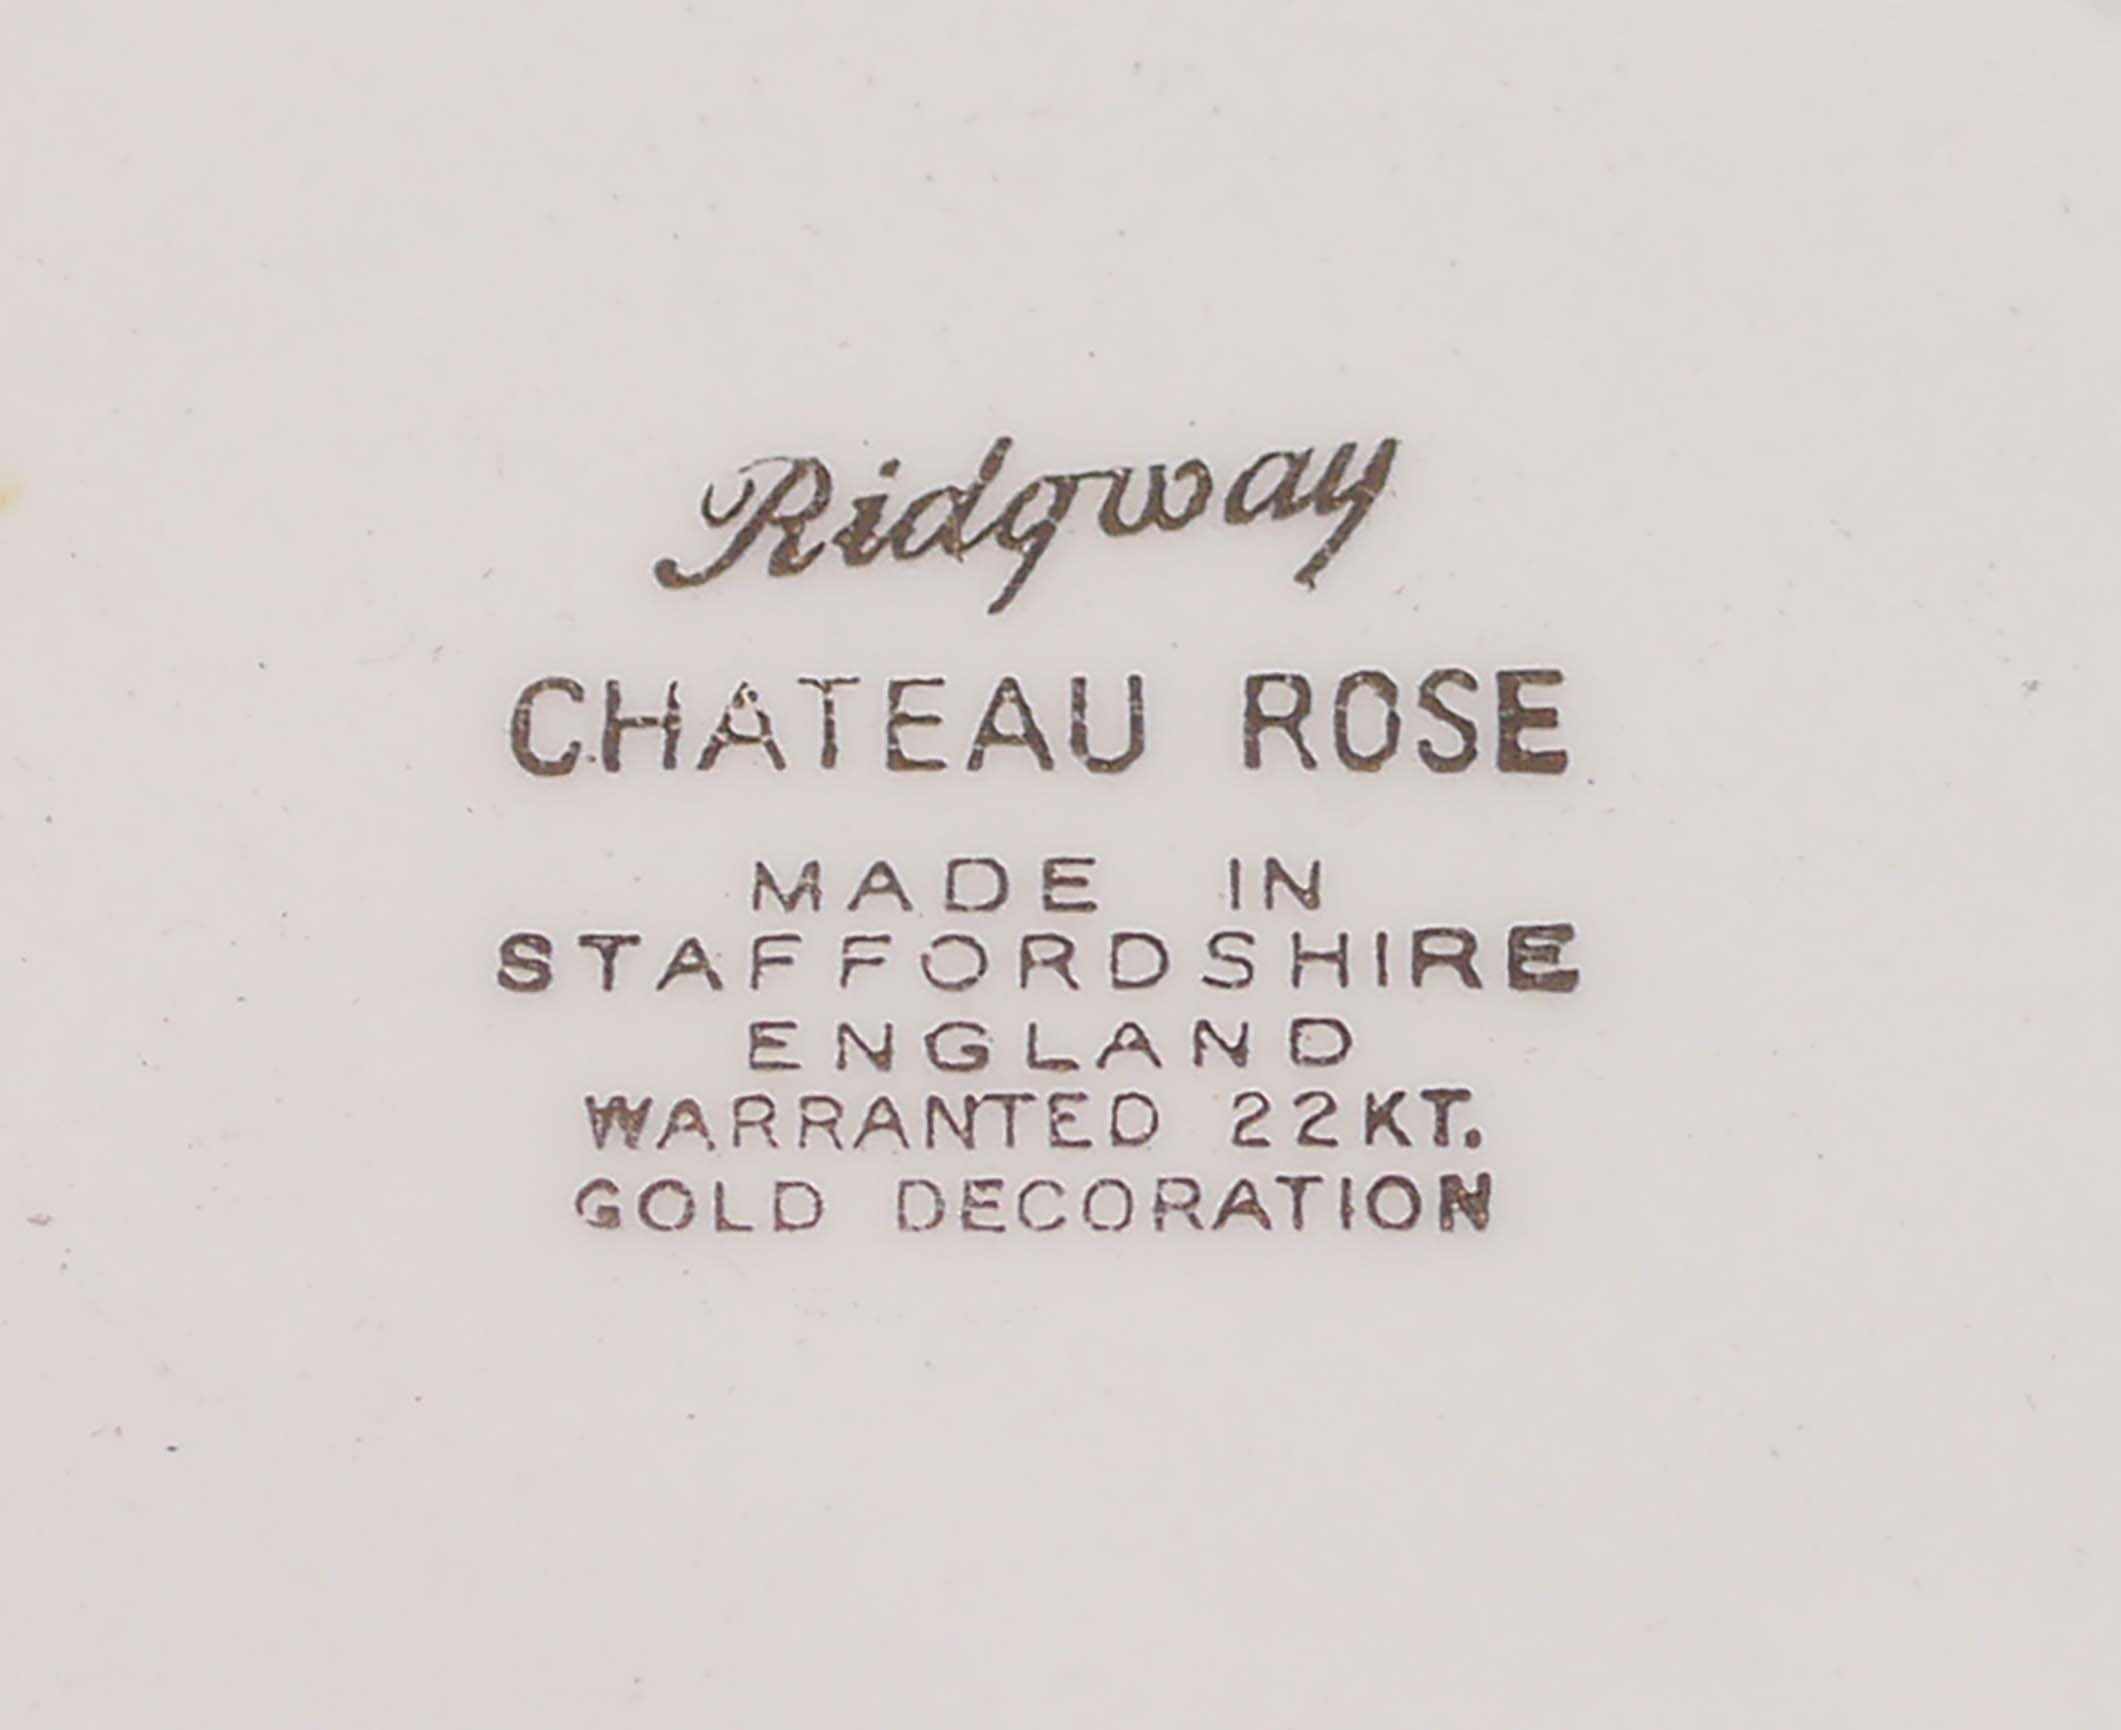 Ridgway
CHATEAU ROSE
MADE IN
STAFFORDSHIRE
ENGLAND
WARRANTED 22KT.
GOLD DECORATION